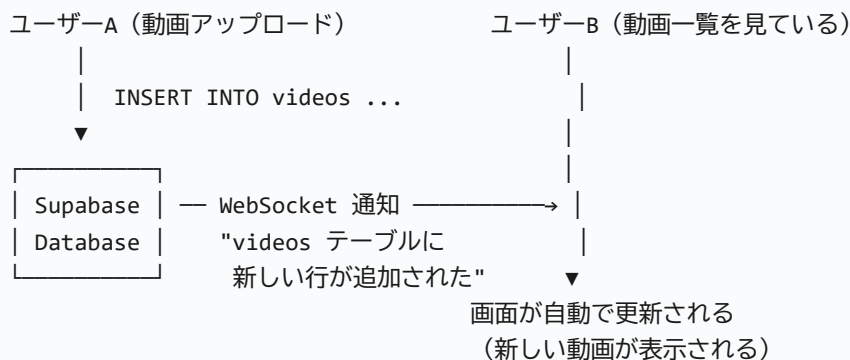 ユーザーA（動画アップロード）　ユーザーB（動画一覧を見ている）
INSERT INTO videos ...
Supabase　WebSocket 通知
Database　"videos テーブルに
新しい行が追加された"
画面が自動で更新される
（新しい動画が表示される）